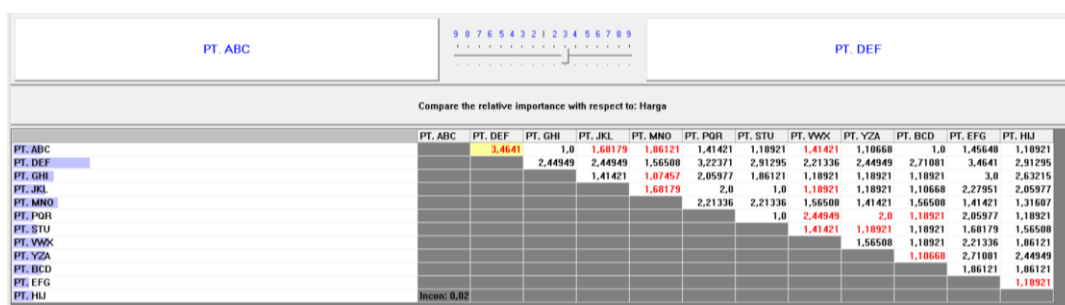 9 8 7 6 5 4 3 2 1 2 3 4 5 6 7 8 9
PT. ABC PT. DEF
Compare the relative importance with respect to: Harga
PT. ABC PT. DEF PT. GHI PT. JKL PT. MNO PT. PQR PT. STU PT. VWX PT. YZA PT. BCD PT. EFG PT. HIJ
PT. ABC 3,4641 1,0 1,68179 1,86121 1,41421 1,18921 1,41421 1,10668 1,0 1,45648 1,18921
PT. DEF 2,44949 2,44949 1,56508 3,22371 2,91295 2,21336 2,44949 2,71081 3,4641 2,91295
PT. GHI 1,41421 1,07457 2,05977 1,86121 1,18921 1,18921 1,18921 3,0 2,63215
PT. JKL 1,68179 2,0 1,0 1,18921 1,18921 1,10668 2,27951 2,05977
PT. MNO 2,21336 2,21336 1,56508 1,41421 1,56508 1,41421 1,31607
PT. PQR 1,0 2,44949 2,0 1,18921 2,05977 1,18921
PT. STU 1,41421 1,18921 1,18921 1,68179 1,56508
PT. VWX 1,56508 1,18921 2,21336 1,86121
PT. YZA 1,10668 2,71081 2,44949
PT. BCD 1,86121 1,86121
PT. EFG 1,18921
PT. HIJ Incon: 0,02